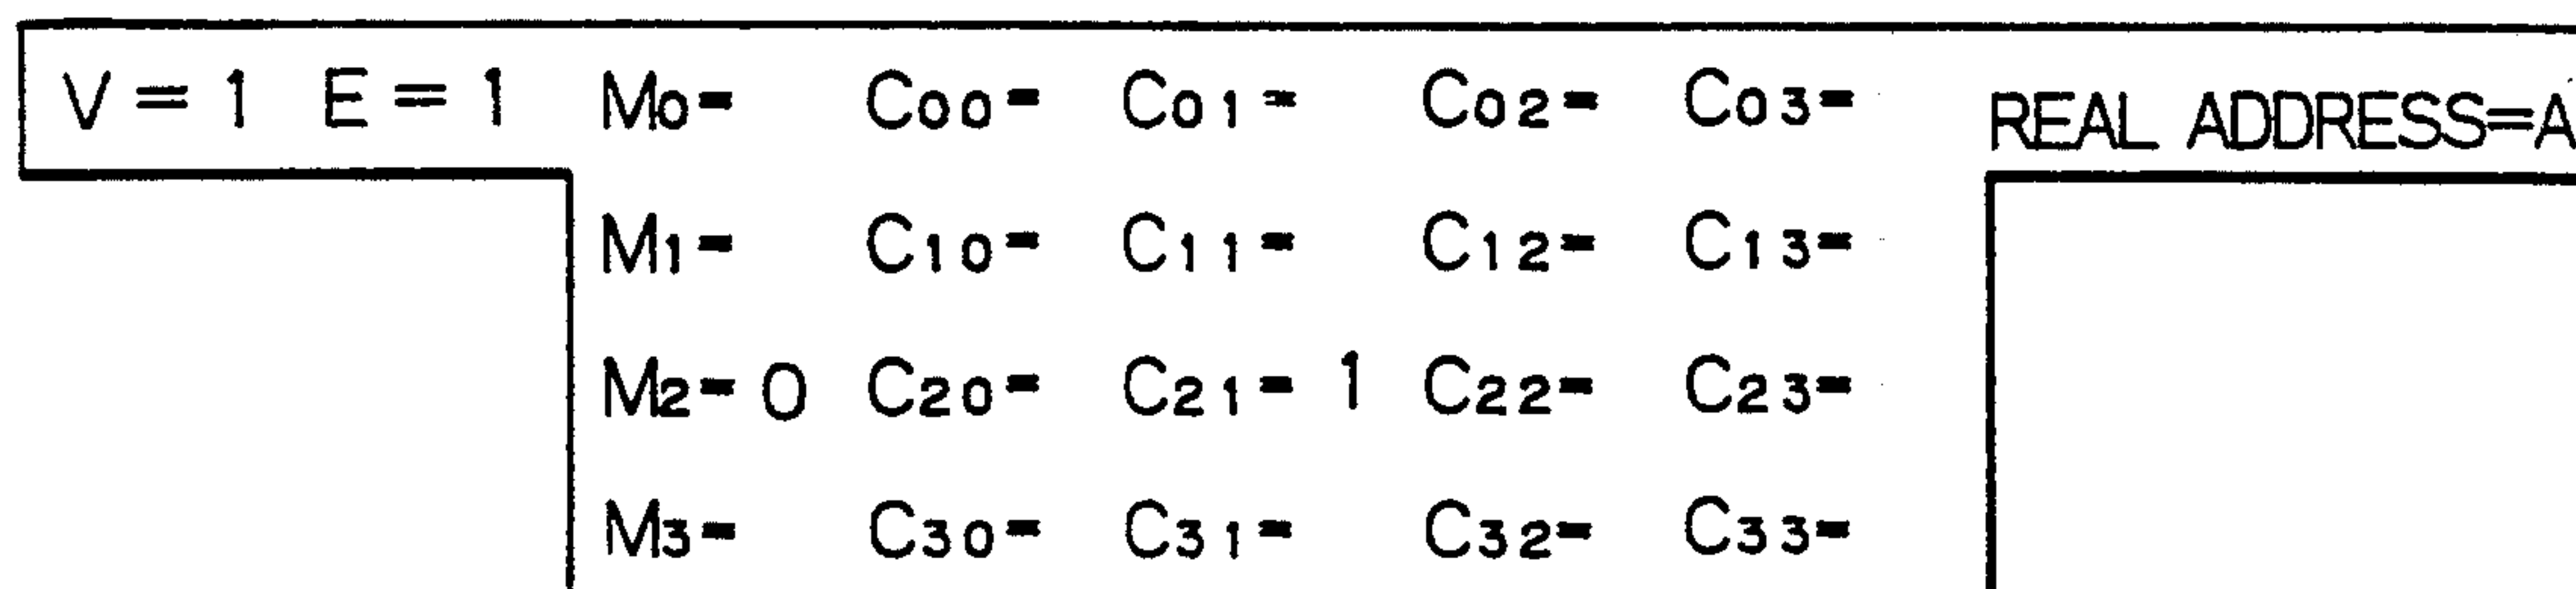 V = 1 E = 1 M0= C00= C01= C02= C03= REAL ADDRESS=A
M1= C10= C11= C12= C13=
M2= 0 C20= C21= 1 C22= C23=
M3= C30= C31= C32= C33=